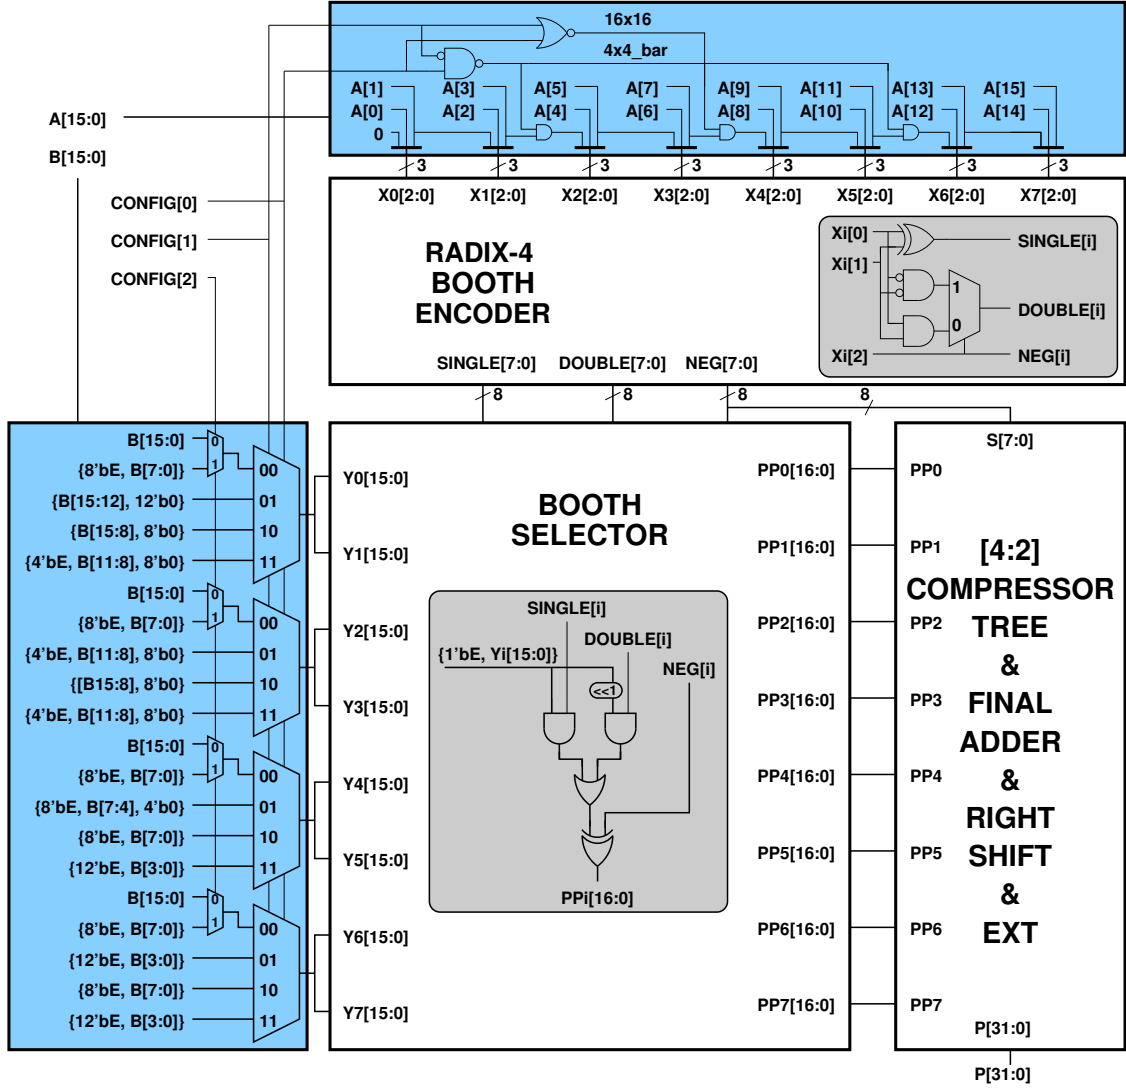 16x16
4x4_bar
A[1] A[3] A[5] A[7] A[9] A[11] A[13] A[15]
A[0] A[2] A[4] A[6] A[8] A[10] A[12] A[14]
0
A[15:0]
B[15:0]
3 3 3 3 3 3 3 3
X0[2:0] X1[2:0] X2[2:0] X3[2:0] X4[2:0] X5[2:0] X6[2:0] X7[2:0]
CONFIG[0]
CONFIG[1]
CONFIG[2]
RADIX-4
BOOTH
ENCODER
Xi[0]
SINGLE[i]
Xi[1]
1
DOUBLE[i]
0
Xi[2]
NEG[i]
SINGLE[7:0] DOUBLE[7:0] NEG[7:0]
8 8 8 8
B[15:0] 0
{8'bE, B[7:0]} 1 00
{B[15:12], 12'b0} 01
{B[15:8], 8'b0} 10
{4'bE, B[11:8], 8'b0} 11
B[15:0] 0
{8'bE, B[7:0]} 1 00
{4'bE, B[11:8], 8'b0} 01
{[B15:8], 8'b0} 10
{4'bE, B[11:8], 8'b0} 11
B[15:0] 0
{8'bE, B[7:0]} 1 00
{8'bE, B[7:4], 4'b0} 01
{8'bE, B[7:0]} 10
{12'bE, B[3:0]} 11
B[15:0] 0
{8'bE, B[7:0]} 1 00
{12'bE, B[3:0]} 01
{8'bE, B[7:0]} 10
{12'bE, B[3:0]} 11
Y0[15:0]
Y1[15:0]
Y2[15:0]
Y3[15:0]
Y4[15:0]
Y5[15:0]
Y6[15:0]
Y7[15:0]
BOOTH
SELECTOR
SINGLE[i]
DOUBLE[i]
{1'bE, Yi[15:0]}
NEG[i]
<<1
PPi[16:0]
PP0[16:0]
PP1[16:0]
PP2[16:0]
PP3[16:0]
PP4[16:0]
PP5[16:0]
PP6[16:0]
PP7[16:0]
S[7:0]
PP0
PP1
PP2
PP3
PP4
PP5
PP6
PP7
[4:2]
COMPRESSOR
TREE
&
FINAL
ADDER
&
RIGHT
SHIFT
&
EXT
P[31:0]
P[31:0]